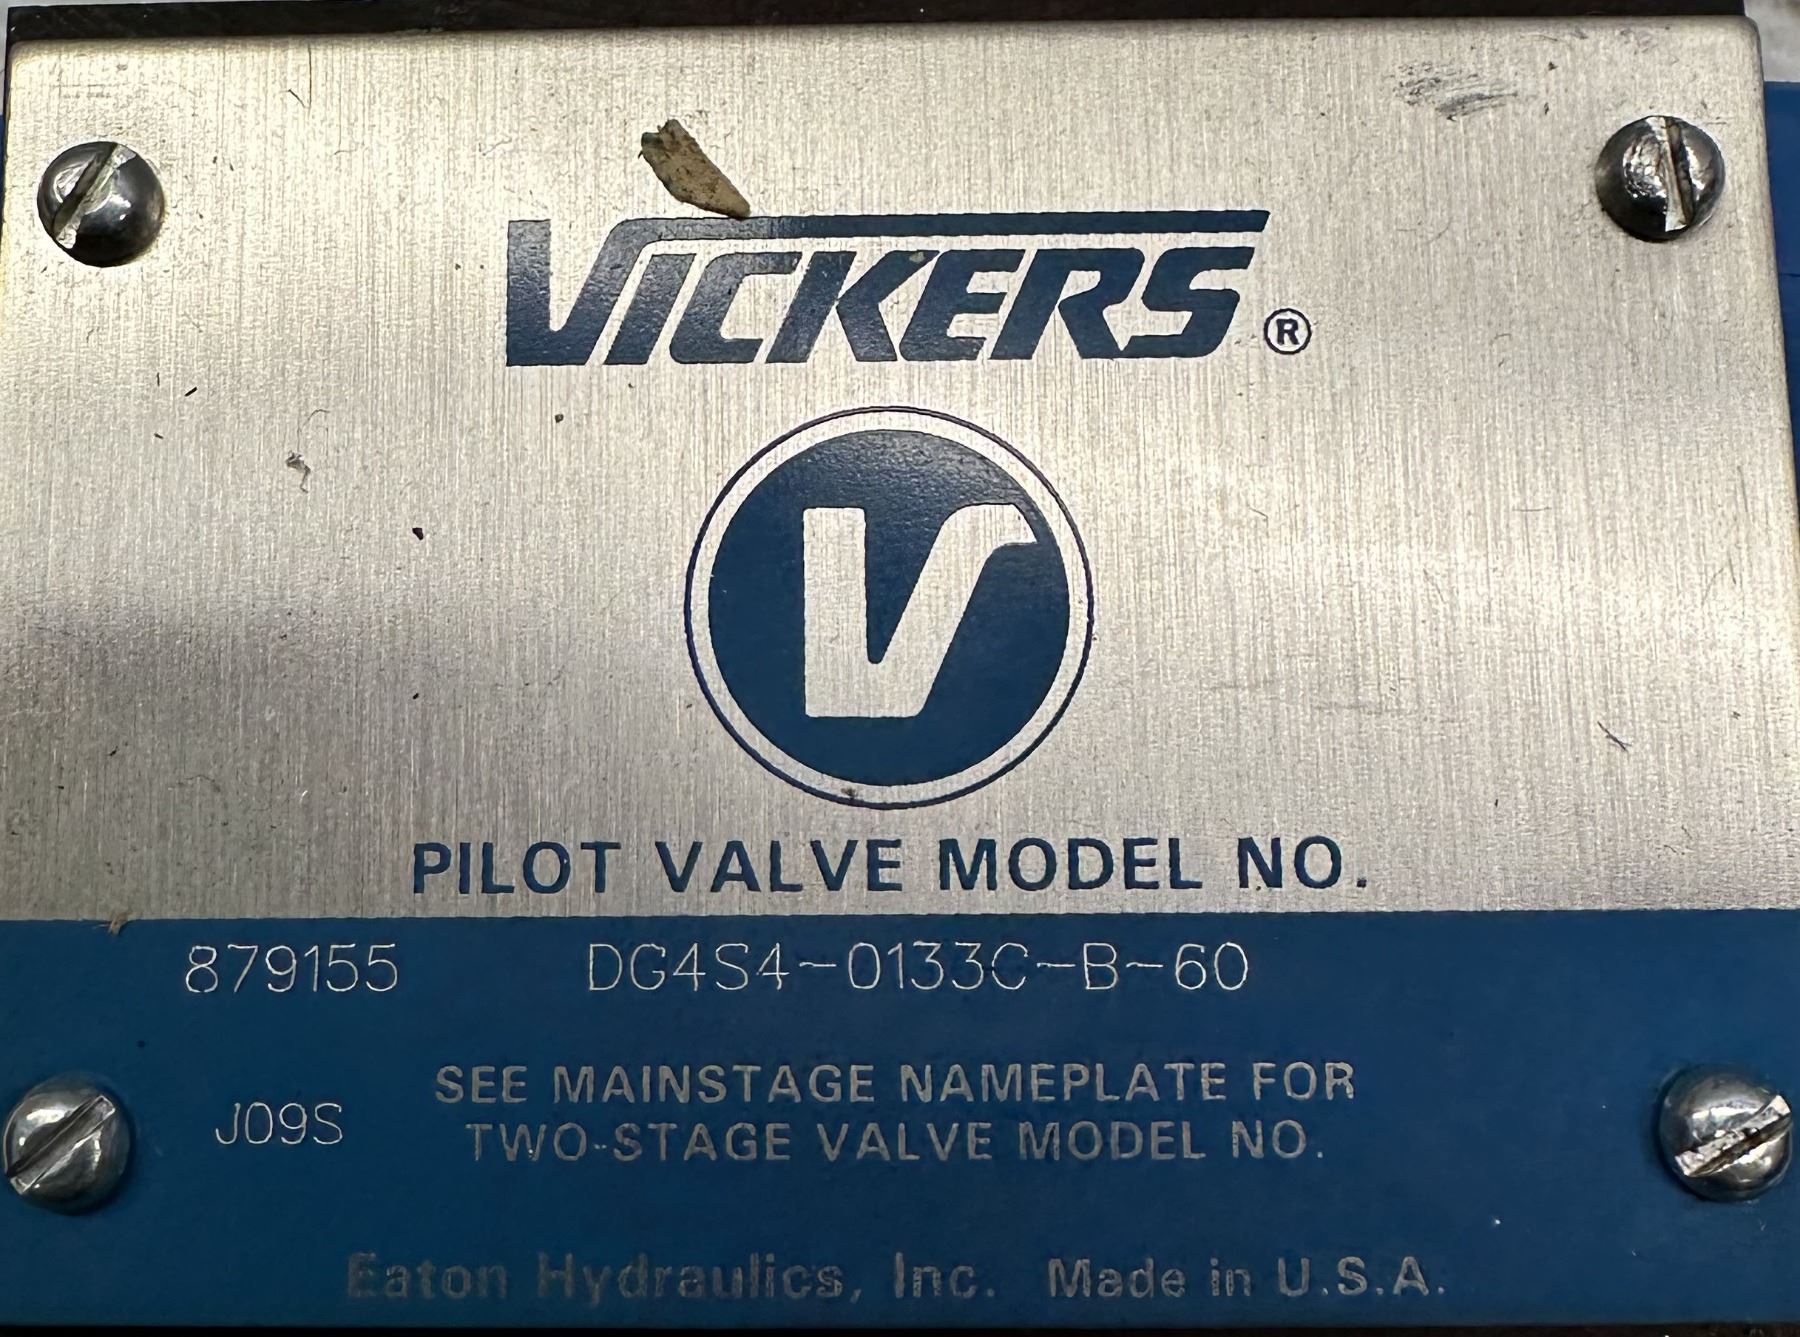 VICKERS®
V
PILOT VALVE MODEL NO.
879155 DG4S4-0133C-B-60
SEE MAINSTAGE NAMEPLATE FOR
J09S TWO-STAGE VALVE MODEL NO.
Eaton Hydraulics, Inc. Made in U.S.A.